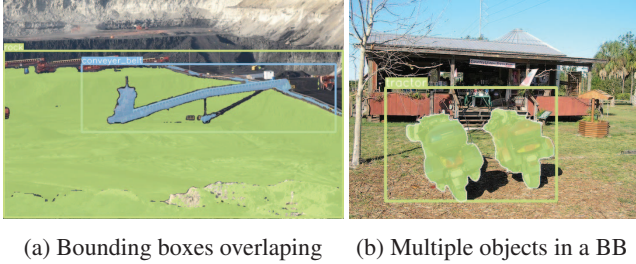 conveyer_belt
tractor
(a) Bounding boxes overlaping
(b) Multiple objects in a BB